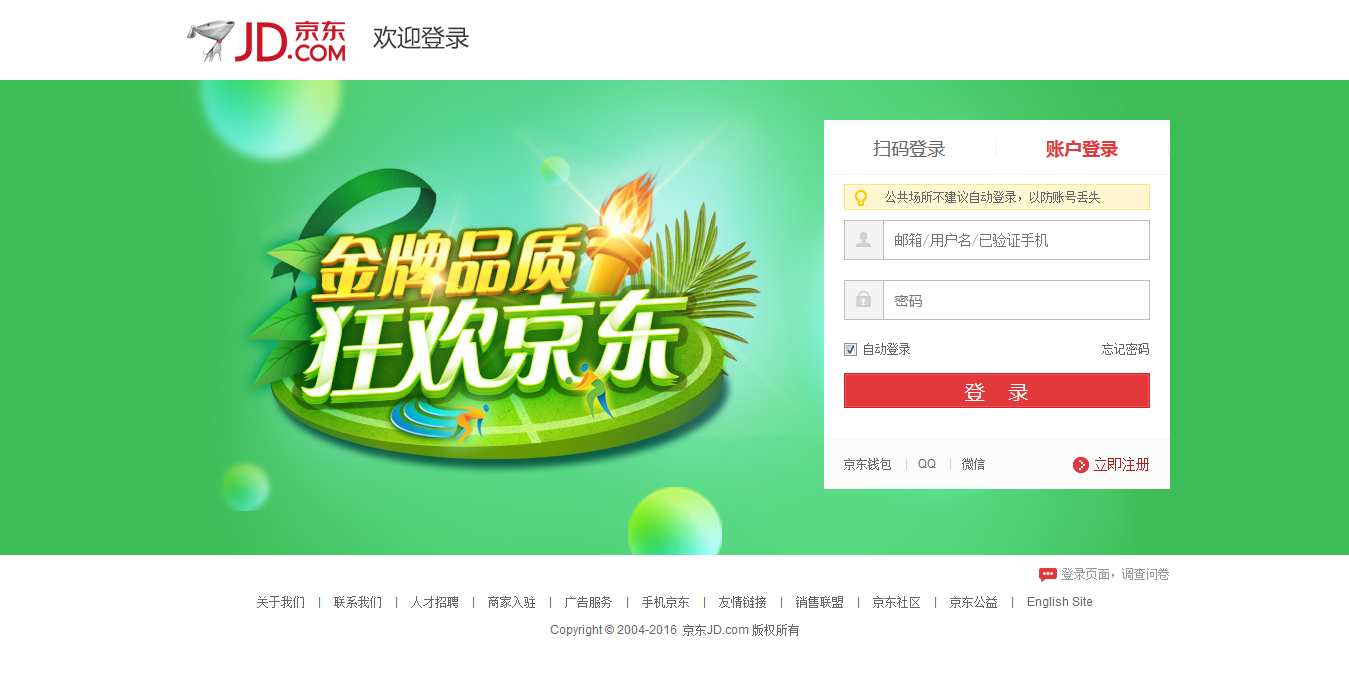 JD.COM 京东 欢迎登录
扫码登录 账户登录
公共场所不建议自动登录，以防账号丢失
邮箱/用户名/已验证手机
金牌品质
狂欢京东
密码
自动登录 忘记密码
登 录
京东钱包 | QQ | 微信 立即注册
登录页面，调查问卷
关于我们 | 联系我们 | 人才招聘 | 商家入驻 | 广告服务 | 手机京东 | 友情链接 | 销售联盟 | 京东社区 | 京东公益 | English Site
Copyright © 2004-2016 京东JD.com 版权所有